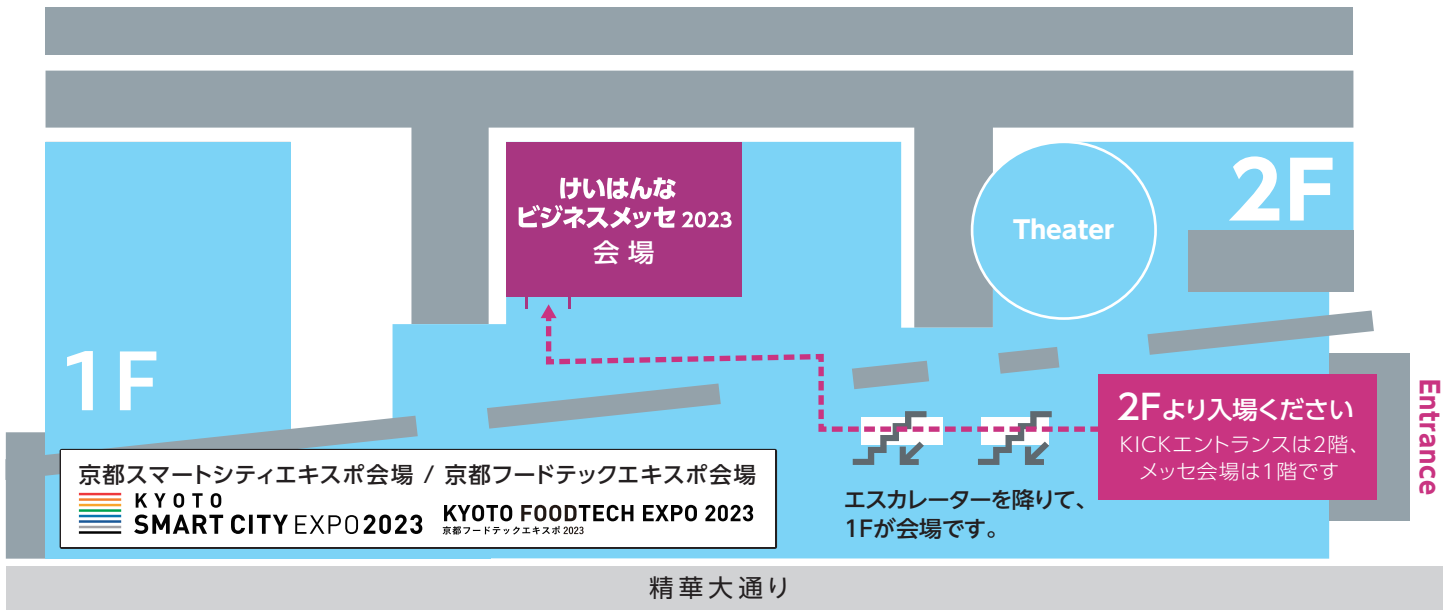 けいはんな
ビジネスメッセ 2023
会場
Theater
2F
1F
2Fより入場ください
KICKエントランスは2階、
メッセ会場は1階です
Entrance
京都スマートシティエキスポ会場 / 京都フードテックエキスポ会場
KYOTO
SMART CITY EXPO 2023
KYOTO FOODTECH EXPO 2023
京都フードテックエキスポ 2023
エスカレーターを降りて、
1Fが会場です。
精華大通り